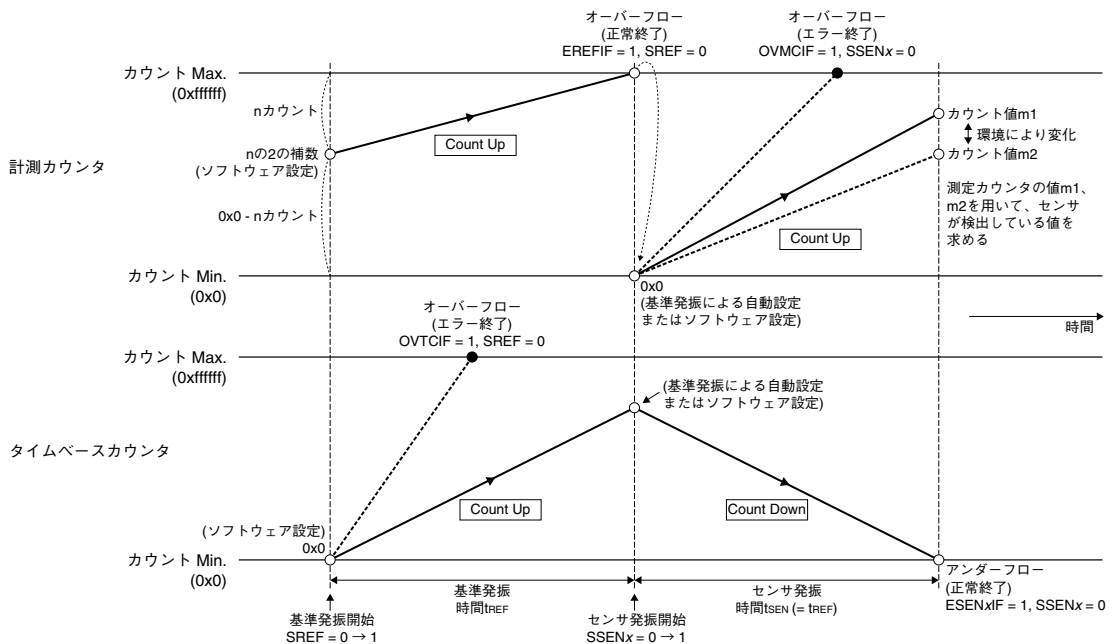 オーバーフロー
(正常終了)
EREFIF = 1, SREF = 0
オーバーフロー
(エラー終了)
OVMCIF = 1, SSENx = 0
カウント Max.
(0xffffff)
nカウント
カウント値m1
環境により変化
カウント値m2
Count Up
nの2の補数
(ソフトウェア設定)
計測カウンタ
測定カウンタの値m1、
m2を用いて、センサ
が検出している値を
求める
0x0 - nカウント
Count Up
カウント Min.
(0x0)
0x0
(基準発振による自動設定
またはソフトウェア設定)
オーバーフロー
(エラー終了)
OVTCIF = 1, SREF = 0
時間
カウント Max.
(0xffffff)
(基準発振による自動設定
またはソフトウェア設定)
タイムベースカウンタ
Count Up
Count Down
(ソフトウェア設定)
0x0
カウント Min.
(0x0)
アンダーフロー
(正常終了)
ESENxIF = 1, SSENx = 0
基準発振
時間tREF
センサ発振
時間tSEN (= tREF)
基準発振開始
SREF = 0 → 1
センサ発振開始
SSENx = 0 → 1